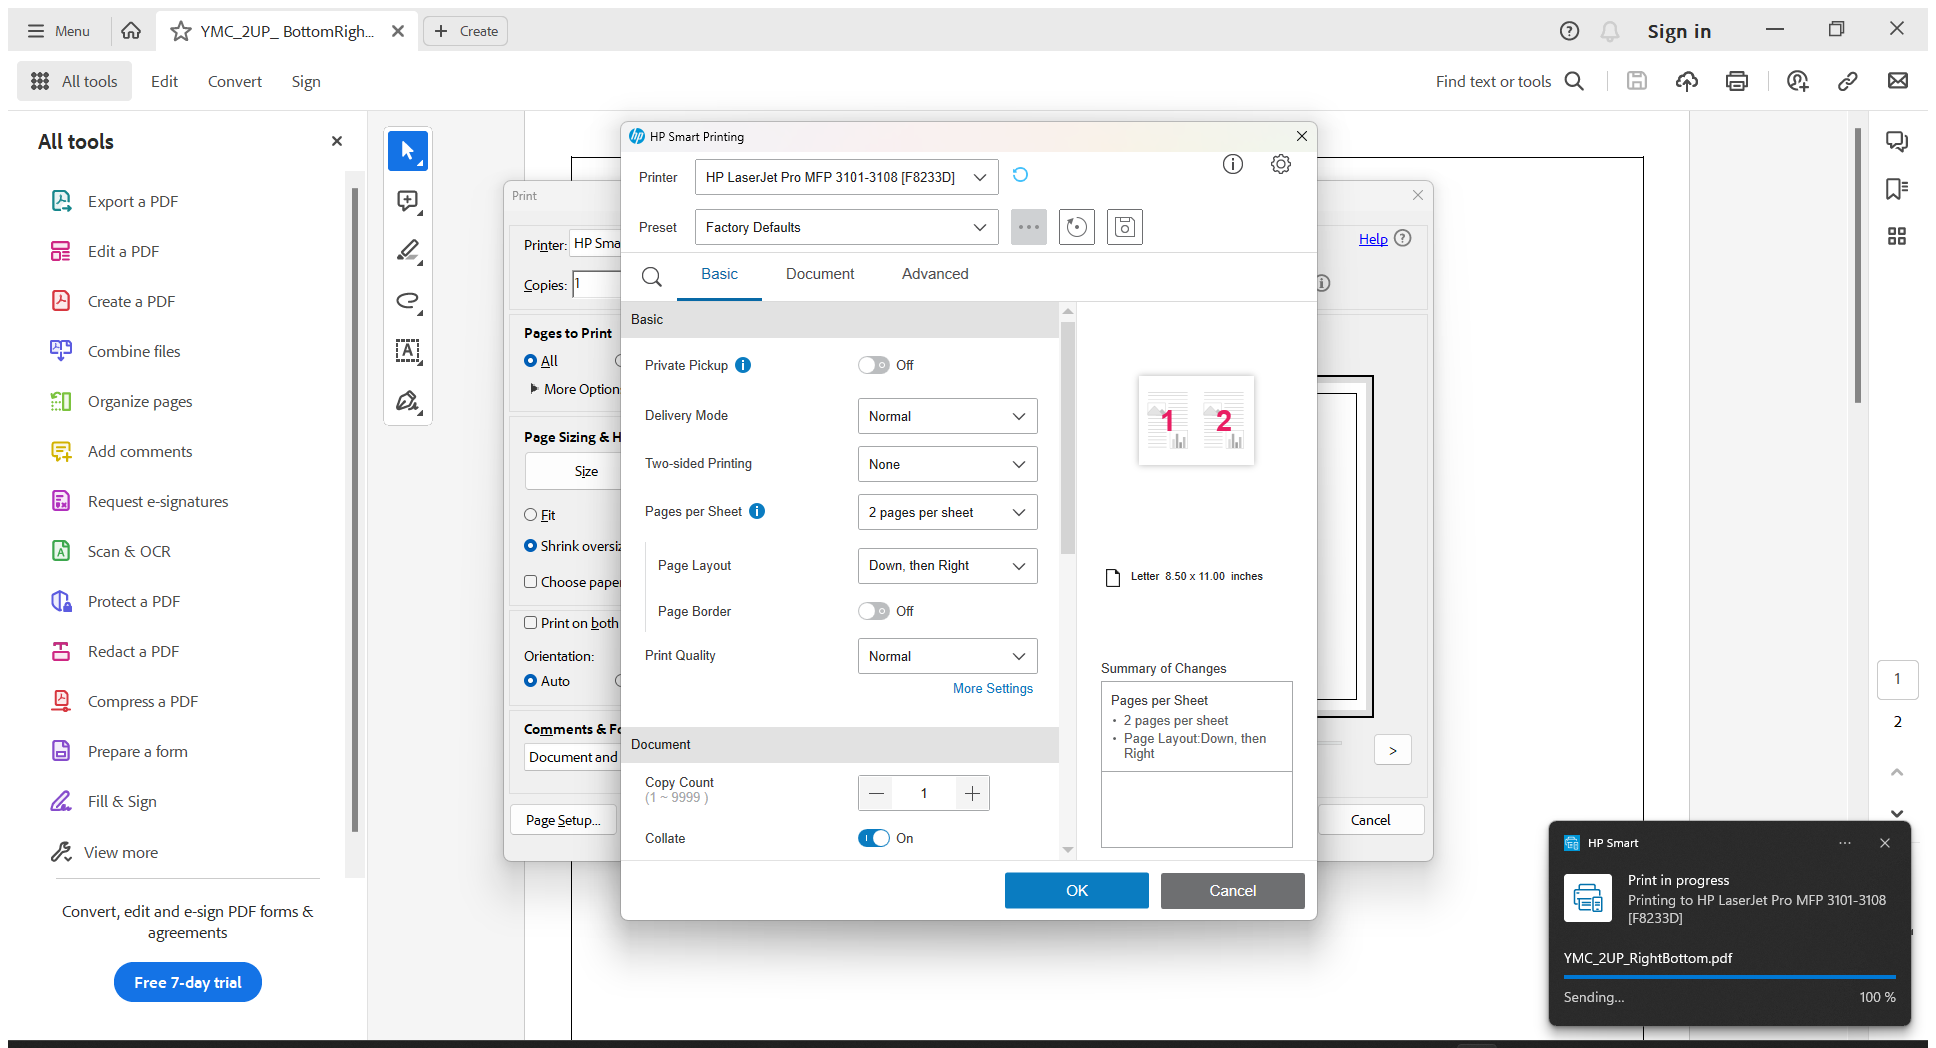 Menu
YMC_2UP_ BottomRigh...
Create
Sign in
All tools
Edit
Convert
Sign
Find text or tools
All tools
Export a PDF
Edit a PDF
Create a PDF
Combine files
Organize pages
Add comments
Request e-signatures
Scan & OCR
Protect a PDF
Redact a PDF
Compress a PDF
Prepare a form
Fill & Sign
View more
Convert, edit and e-sign PDF forms &
agreements
Free 7-day trial
Print
Printer: HP Sma
Copies: 1
Help
Pages to Print
All
More Option
Page Sizing & H
Size
Fit
Shrink oversiz
Choose paper
Print on both
Orientation:
Auto
Comments & Fo
Document and
Page Setup...
>
Cancel
HP Smart Printing
Printer HP LaserJet Pro MFP 3101-3108 [F8233D]
Preset Factory Defaults
Basic Document Advanced
Basic
Private Pickup Off
Delivery Mode Normal
Two-sided Printing None
Pages per Sheet 2 pages per sheet
Page Layout Down, then Right
Page Border Off
Print Quality Normal
More Settings
Document
Copy Count
(1 ~ 9999 )
1
Collate On
1 2
Letter 8.50 x 11.00 inches
Summary of Changes
Pages per Sheet
• 2 pages per sheet
• Page Layout:Down, then
Right
OK Cancel
1
2
HP Smart
Print in progress
Printing to HP LaserJet Pro MFP 3101-3108
[F8233D]
YMC_2UP_RightBottom.pdf
Sending... 100 %